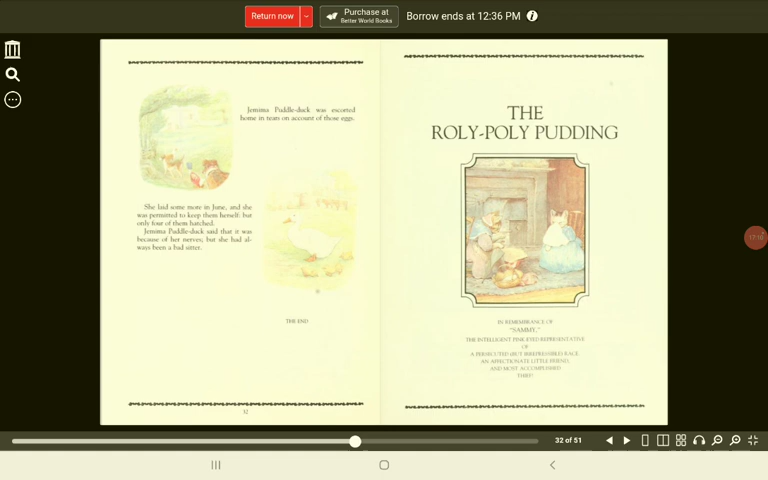 Return now
Purchase at
Better World Books
Borrow ends at 12:36 PM
Jemima Puddle-duck was escorted
home in tears on account of those eggs.
She laid some more in June, and she
was permitted to keep them herself: but
only four of them hatched.
Jemima Puddle-duck said that it was
because of her nerves; but she had al-
ways been a bad sitter.
THE END
32
THE
ROLY-POLY PUDDING
IN REMEMBRANCE OF
"SAMMY,"
THE INTELLIGENT PINK-EYED REPRESENTATIVE
OF
A PERSECUTED (BUT IRREPRESSIBLE) RACE
AN AFFECTIONATE LITTLE FRIEND,
AND MOST ACCOMPLISHED
THIEF!
32 of 51